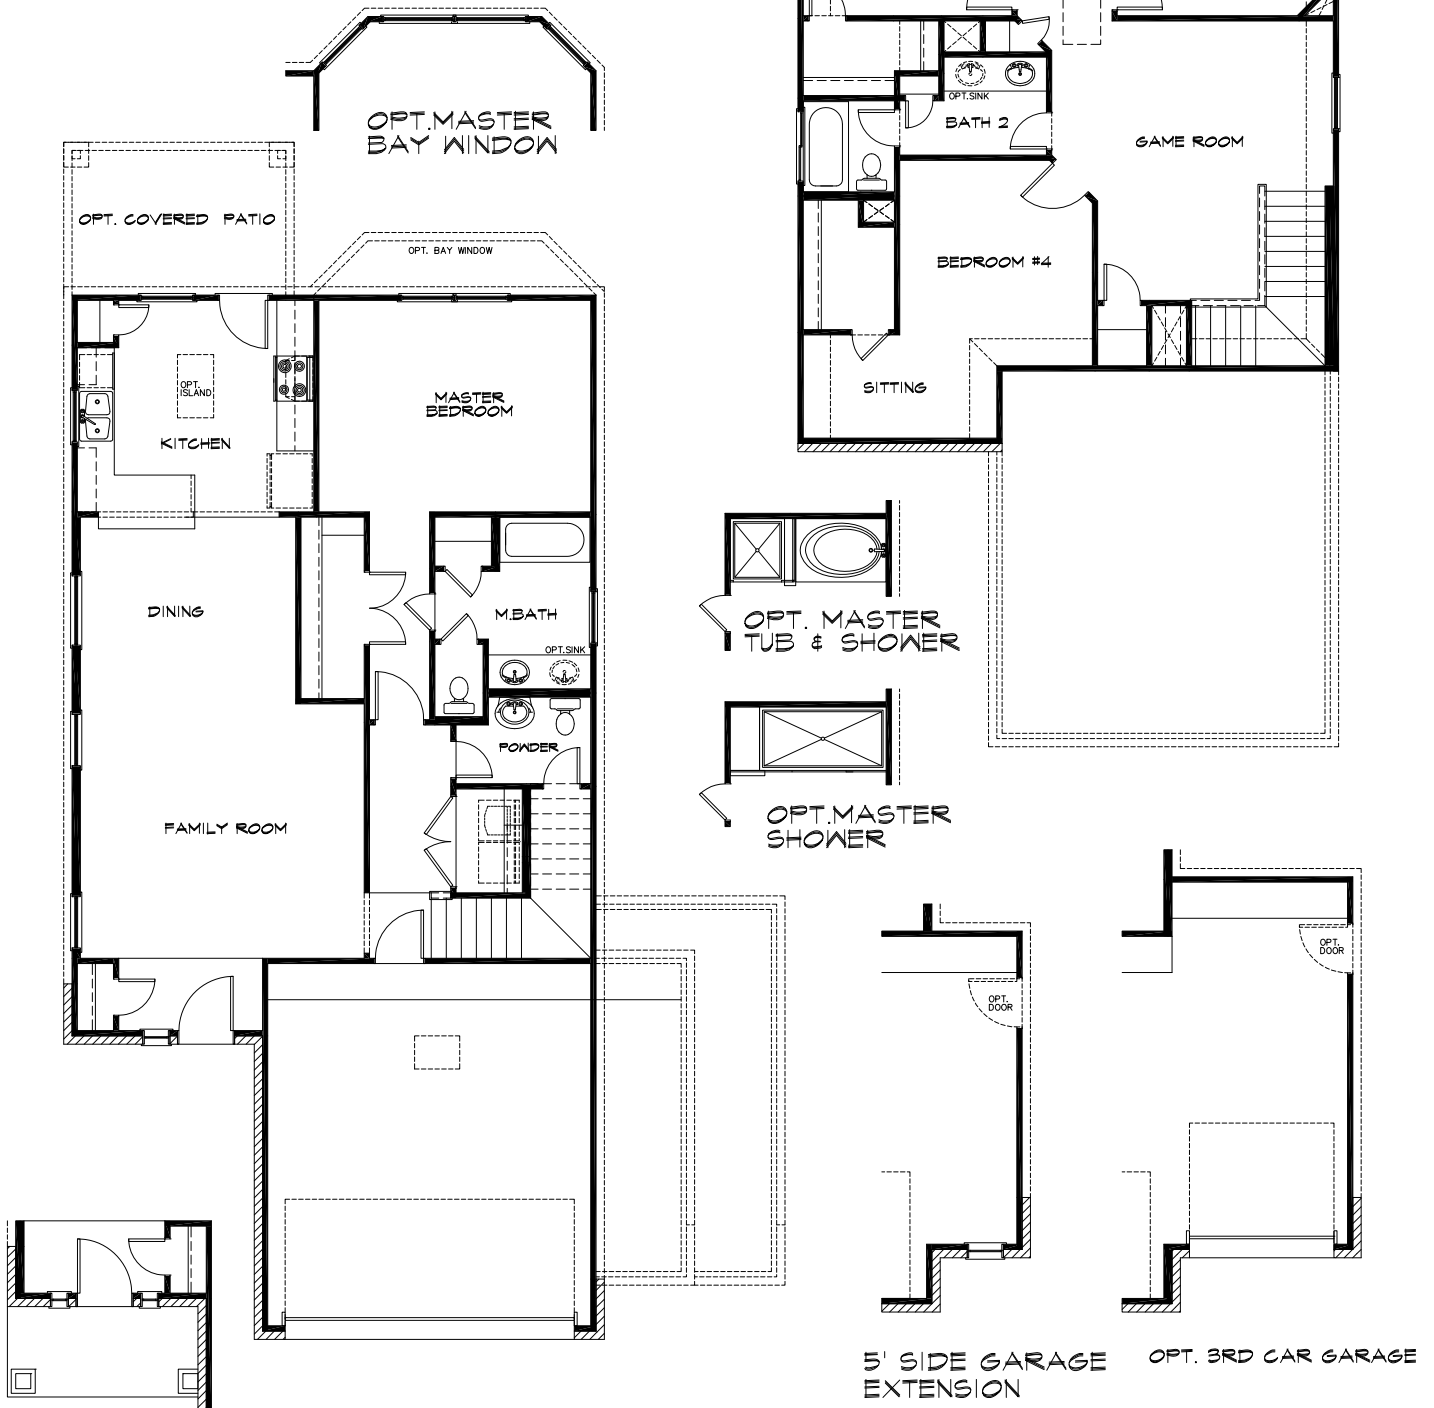 OPT.MASTER
BAY WINDOW
OPT.SINK
BATH 2
GAME ROOM
OPT. COVERED PATIO
OPT. BAY WINDOW
BEDROOM #4
OPT.
ISLAND
SITTING
MASTER
BEDROOM
KITCHEN
DINING
M.BATH
OPT. MASTER
TUB & SHOWER
OPT.SINK
POWDER
FAMILY ROOM
OPT.MASTER
SHOWER
OPT.
DOOR
OPT.
DOOR
5' SIDE GARAGE
EXTENSION
OPT. 3RD CAR GARAGE